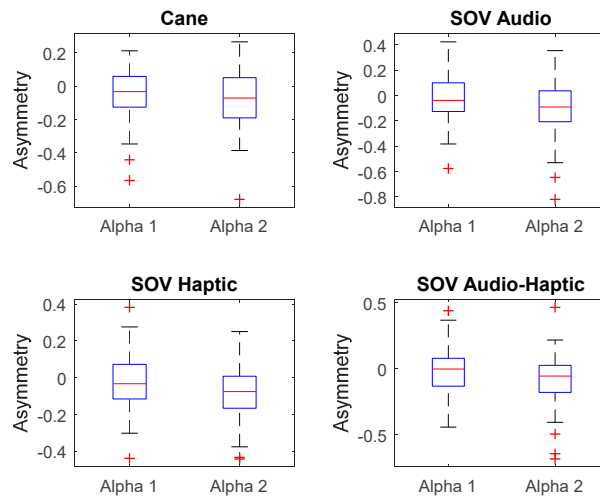 Cane
0.2
0
-0.2
-0.4
-0.6
Asymmetry
Alpha 1 Alpha 2
SOV Audio
0.4
0.2
0
-0.2
-0.4
-0.6
-0.8
Asymmetry
Alpha 1 Alpha 2
SOV Haptic
0.4
0.2
0
-0.2
-0.4
Asymmetry
Alpha 1 Alpha 2
SOV Audio-Haptic
0.5
0
-0.5
Asymmetry
Alpha 1 Alpha 2